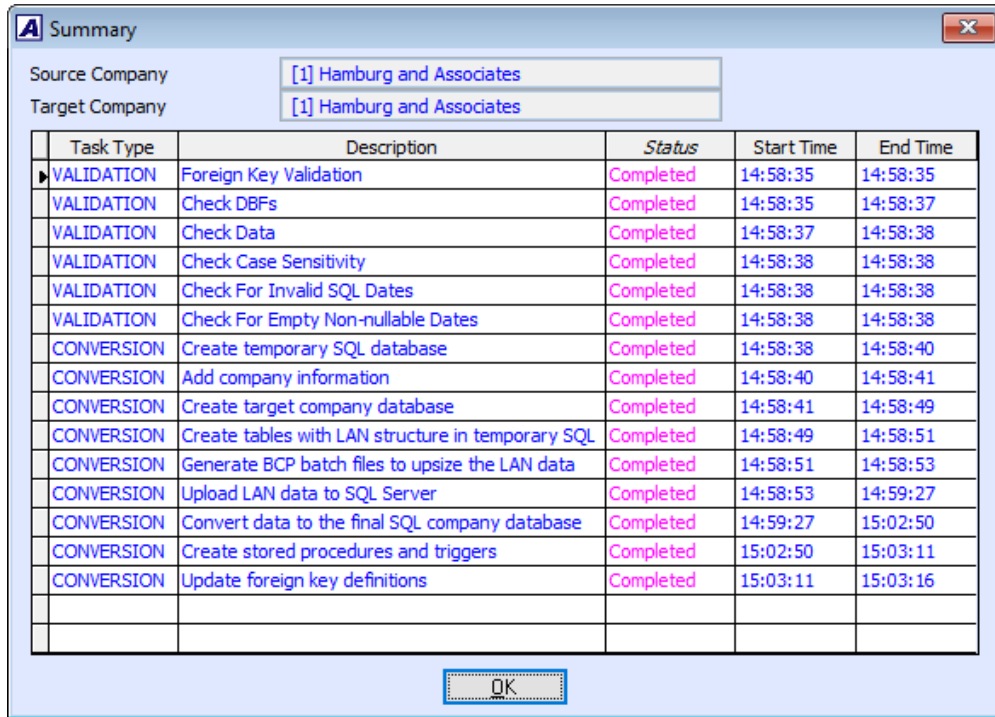 A Summary
Source Company [1] Hamburg and Associates
Target Company [1] Hamburg and Associates
Task Type Description Status Start Time End Time
VALIDATION Foreign Key Validation Completed 14:58:35 14:58:35
VALIDATION Check DBFs Completed 14:58:35 14:58:37
VALIDATION Check Data Completed 14:58:37 14:58:38
VALIDATION Check Case Sensitivity Completed 14:58:38 14:58:38
VALIDATION Check For Invalid SQL Dates Completed 14:58:38 14:58:38
VALIDATION Check For Empty Non-nullable Dates Completed 14:58:38 14:58:38
CONVERSION Create temporary SQL database Completed 14:58:38 14:58:40
CONVERSION Add company information Completed 14:58:40 14:58:41
CONVERSION Create target company database Completed 14:58:41 14:58:49
CONVERSION Create tables with LAN structure in temporary SQL Completed 14:58:49 14:58:51
CONVERSION Generate BCP batch files to upsize the LAN data Completed 14:58:51 14:58:53
CONVERSION Upload LAN data to SQL Server Completed 14:58:53 14:59:27
CONVERSION Convert data to the final SQL company database Completed 14:59:27 15:02:50
CONVERSION Create stored procedures and triggers Completed 15:02:50 15:03:11
CONVERSION Update foreign key definitions Completed 15:03:11 15:03:16
OK